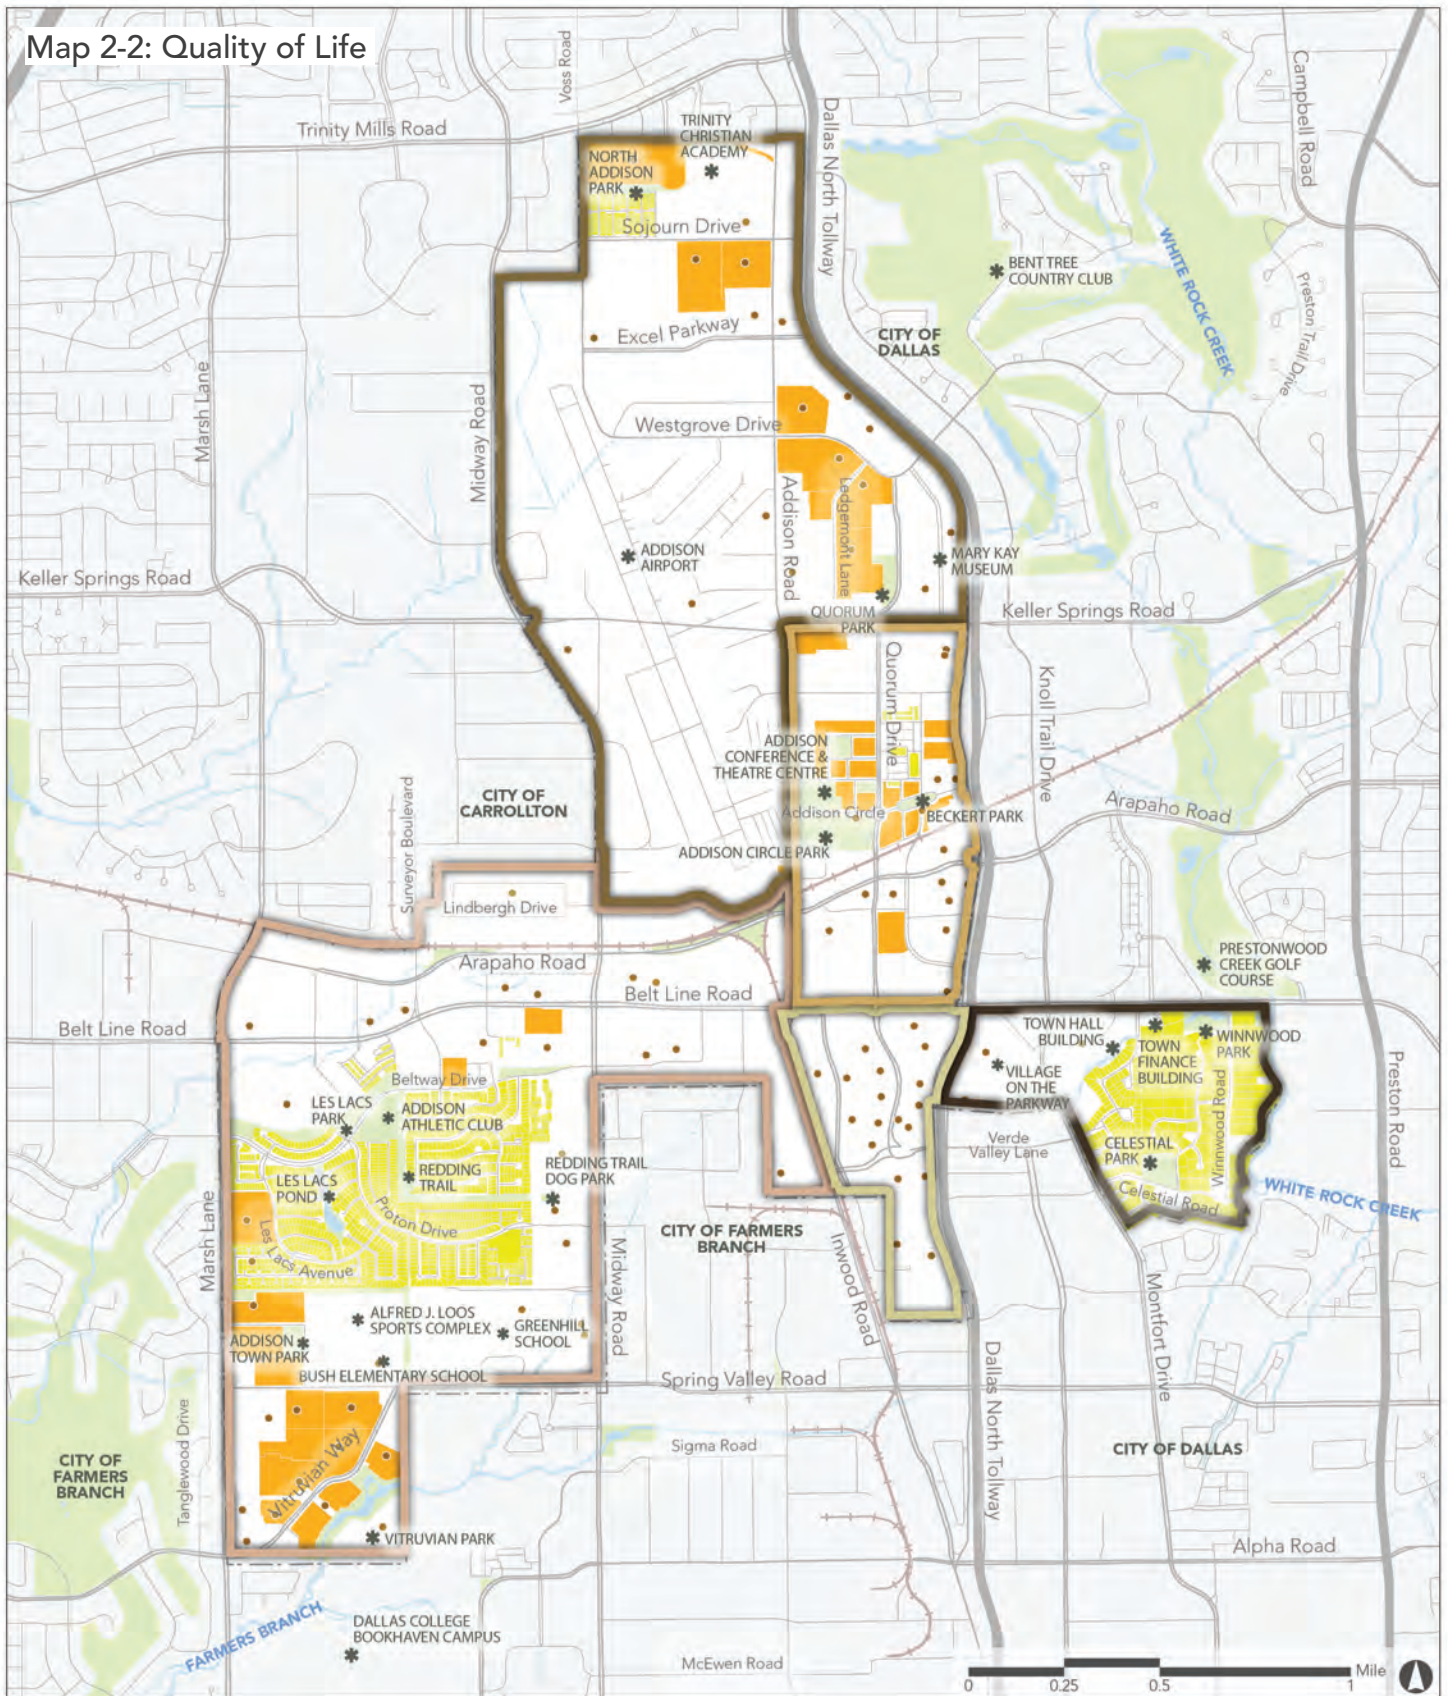 Map 2-2: Quality of Life
Voss Road
Campbell Road
Trinity Mills Road
TRINITY
CHRISTIAN
ACADEMY
Dallas North Tollway
NORTH
ADDISON
PARK
Sojourn Drive
WHITE ROCK CREEK
BENT TREE
COUNTRY CLUB
Preston Trail Drive
Excel Parkway
CITY OF
DALLAS
Marsh Lane
Midway Road
Westgrove Drive
Addison Road
Ledgemont Lane
ADDISON
AIRPORT
MARY KAY
MUSEUM
Keller Springs Road
QUORUM
PARK
Keller Springs Road
Quorum Drive
Knoll Trail Drive
ADDISON
CONFERENCE &
THEATRE CENTRE
CITY OF
CARROLLTON
Surveyor Boulevard
Addison Circle
BECKERT PARK
Arapaho Road
ADDISON CIRCLE PARK
Lindbergh Drive
Arapaho Road
PRESTONWOOD
CREEK GOLF
COURSE
Belt Line Road
Belt Line Road
TOWN HALL
BUILDING
TOWN
FINANCE
BUILDING
WINNWOOD
PARK
VILLAGE
ON THE
PARKWAY
Preston Road
Beltway Drive
LES LACS
PARK
ADDISON
ATHLETIC CLUB
Winnwood Road
Verde
Valley Lane
CELESTIAL
PARK
REDDING
TRAIL
REDDING TRAIL
DOG PARK
LES LACS
POND
Celestial Road
WHITE ROCK CREEK
Proton Drive
Marsh Lane
Les Lacs Avenue
CITY OF FARMERS
BRANCH
Midway Road
Inwood Road
Montfort Drive
ALFRED J. LOOS
SPORTS COMPLEX
GREENHILL
SCHOOL
ADDISON
TOWN PARK
BUSH ELEMENTARY SCHOOL
Spring Valley Road
Dallas North Tollway
Tanglewood Drive
Vitruvian Way
Sigma Road
CITY OF DALLAS
CITY OF
FARMERS
BRANCH
VITRUVIAN PARK
Alpha Road
FARMERS BRANCH
DALLAS COLLEGE
BOOKHAVEN CAMPUS
McEwen Road
Mile
0
0.25
0.5
1